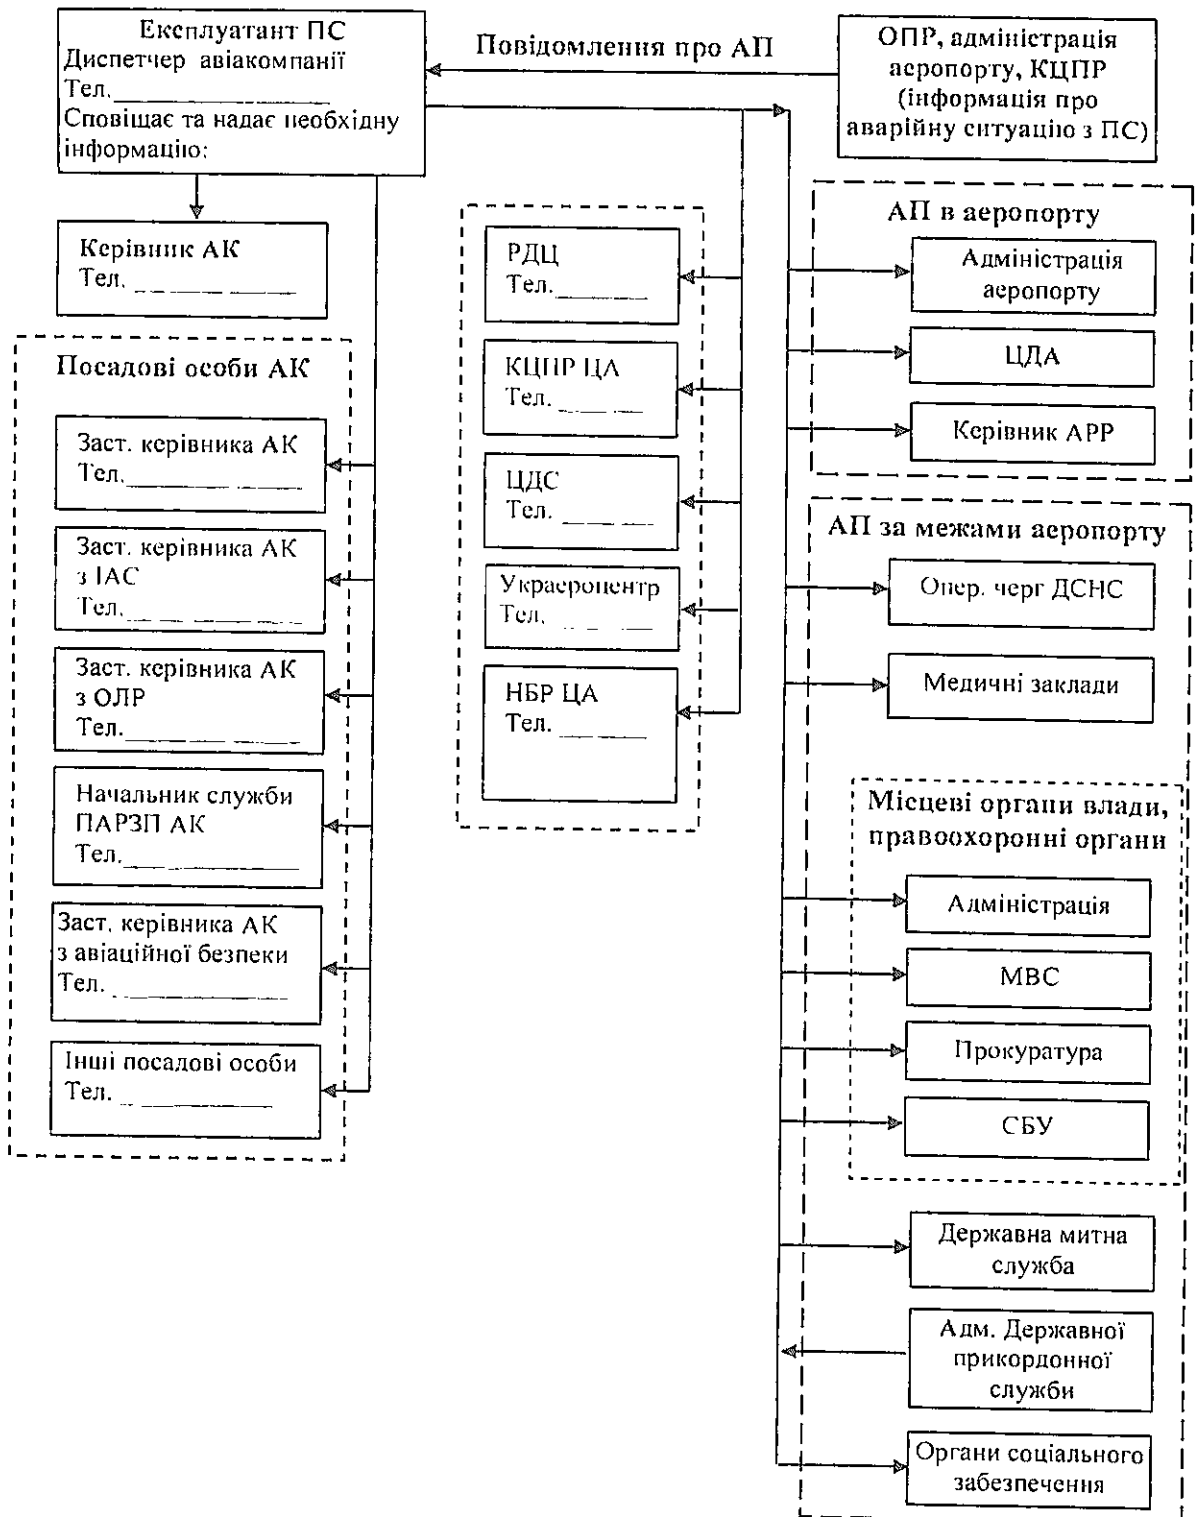 Експлуатант ПС
Диспетчер авіакомпанії
Тел.
Сповіщає та надає необхідну
інформацію:
Повідомлення про АП
ОПР, адміністрація
аеропорту, КЦПР
(інформація про
аварійну ситуацію з ПС)
Керівник АК
Тел.
Посадові особи АК
Заст. керівника АК
Тел.
Заст. керівника АК
з ІАС
Тел.
Заст. керівника АК
з ОЛР
Тел.
Начальник служби
ПАРЗП АК
Тел.
Заст. керівника АК
з авіаційної безпеки
Тел.
Інші посадові особи
Тел.
РДЦ
Тел.
КЦПР ЦА
Тел.
ЦДС
Тел.
Украероцентр
Тел.
НБР ЦА
Тел.
АП в аеропорту
Адміністрація
аеропорту
ЦДА
Керівник АРР
АП за межами аеропорту
Опер. черг ДСНС
Медичні заклади
Місцеві органи влади,
правоохоронні органи
Адміністрація
МВС
Прокуратура
СБУ
Державна митна
служба
Адм. Державної
прикордонної
служби
Органи соціального
забезпечення